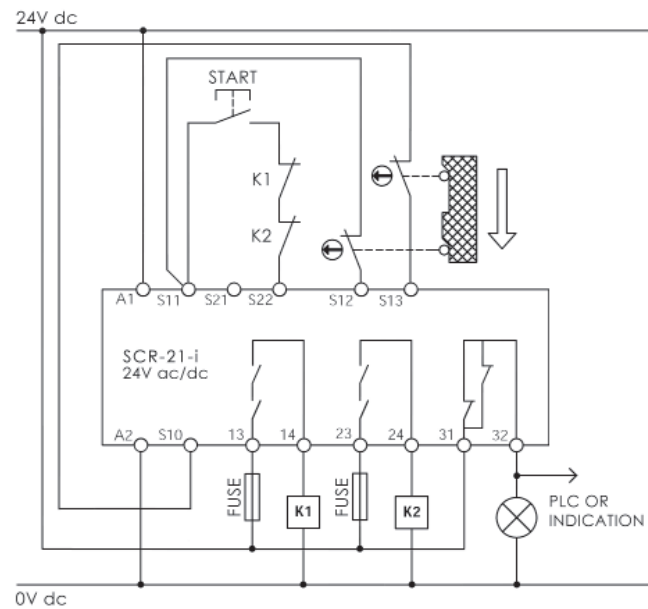 24V dc
START
K1
K2
A1
S11
S21
S22
S12
S13
SCR-21-i
24V ac/dc
A2
S10
13
14
23
24
31
32
FUSE
K1
FUSE
K2
PLC OR
INDICATION
0V dc